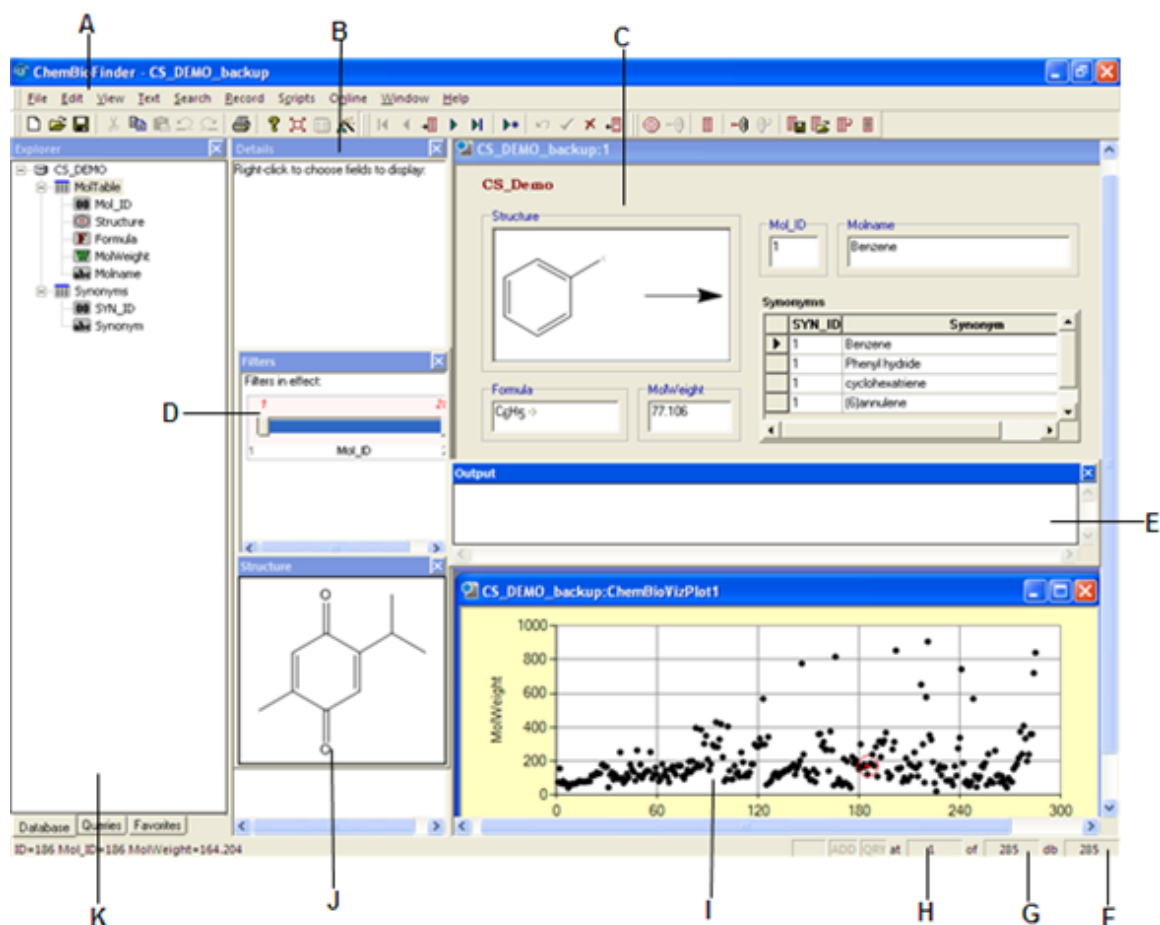 A
B
C
ChemBioFinder - CS_DEMO_backup
File Edit View Text Search Record Scripts Online Window Help
Explorer
CS_DEMO
MolTable
Mol_ID
Structure
Formula
MolWeight
Molname
Synonyms
SYN_ID
Synonym
Details
Right-click to choose fields to display:
CS_DEMO_backup:1
CS_Demo
Structure
Mol_ID
1
Molname
Benzene
Synonyms
SYN_ID Synonym
1 Benzene
1 Phenyl hydride
1 cyclohexatriene
1 [6]annulene
Formula
C6H5
MolWeight
77.106
Filters
Filters in effect:
1
1 Mol_ID
D
Output
E
Structure
O
O
CS_DEMO_backup:ChemBioVizPlot1
MolWeight
1000
800
600
400
200
0
0 60 120 180 240 300
Database Queries Favorites
ID=186 Mol_ID=186 MolWeight=164.204
ADD QRY at 1 of 285 db 285
K
J
I
H
G
F